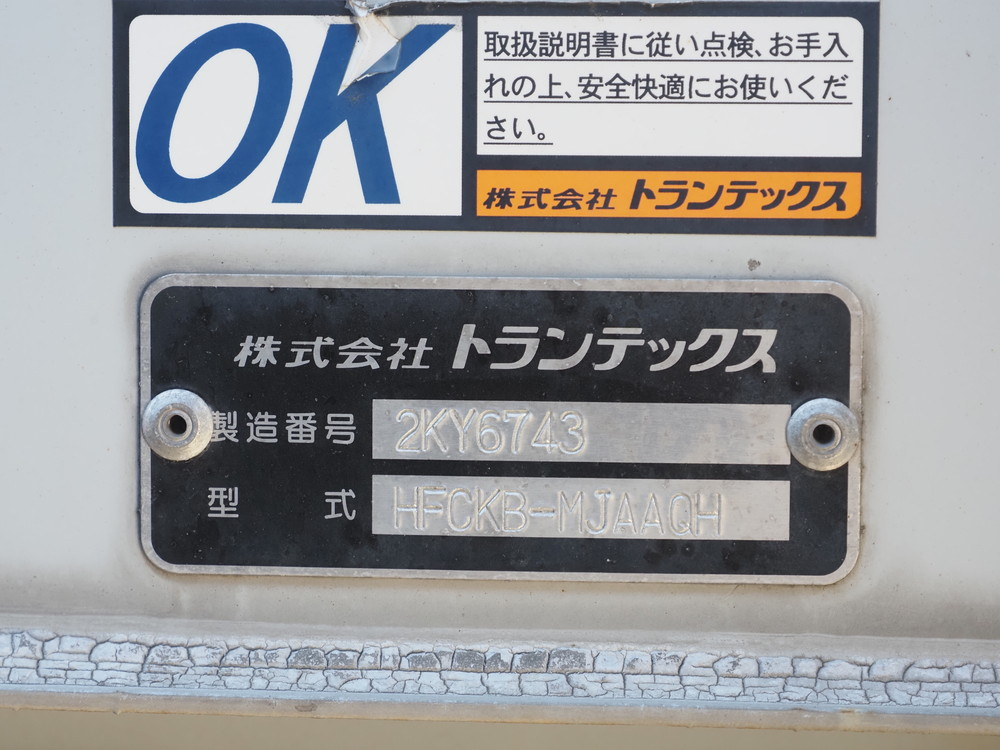 OK
取扱説明書に従い点検、お手入
れの上、安全快適にお使いくだ
さい。
株式会社 トランテックス
株式会社 トランテックス
製造番号 2KY6743
型式 HFCKB-MJAAQH